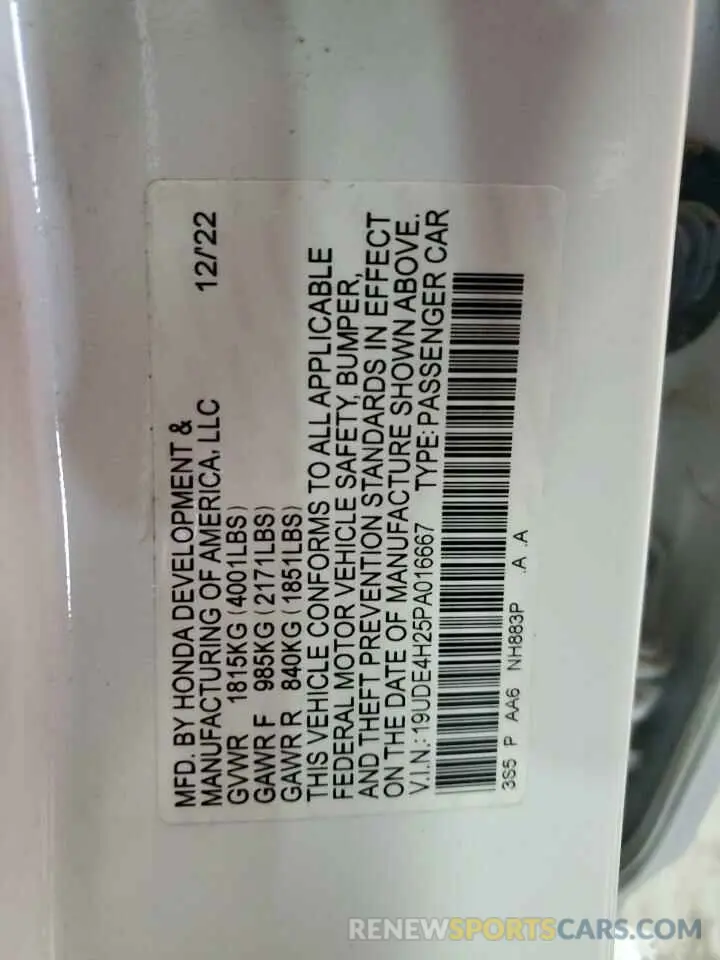 MFD. BY HONDA DEVELOPMENT &
MANUFACTURING OF AMERICA, LLC 12/'22
GVWR 1815KG (4001LBS)
GAWR F 985KG (2171LBS)
GAWR R 840KG (1851LBS)
THIS VEHICLE CONFORMS TO ALL APPLICABLE
FEDERAL MOTOR VEHICLE SAFETY, BUMPER,
AND THEFT PREVENTION STANDARDS IN EFFECT
ON THE DATE OF MANUFACTURE SHOWN ABOVE.
V.I.N.: 19UDE4H25PA016667 TYPE: PASSENGER CAR
3S5 P AA6 NH883P .A .A
RENEWSPORTSCARS.COM